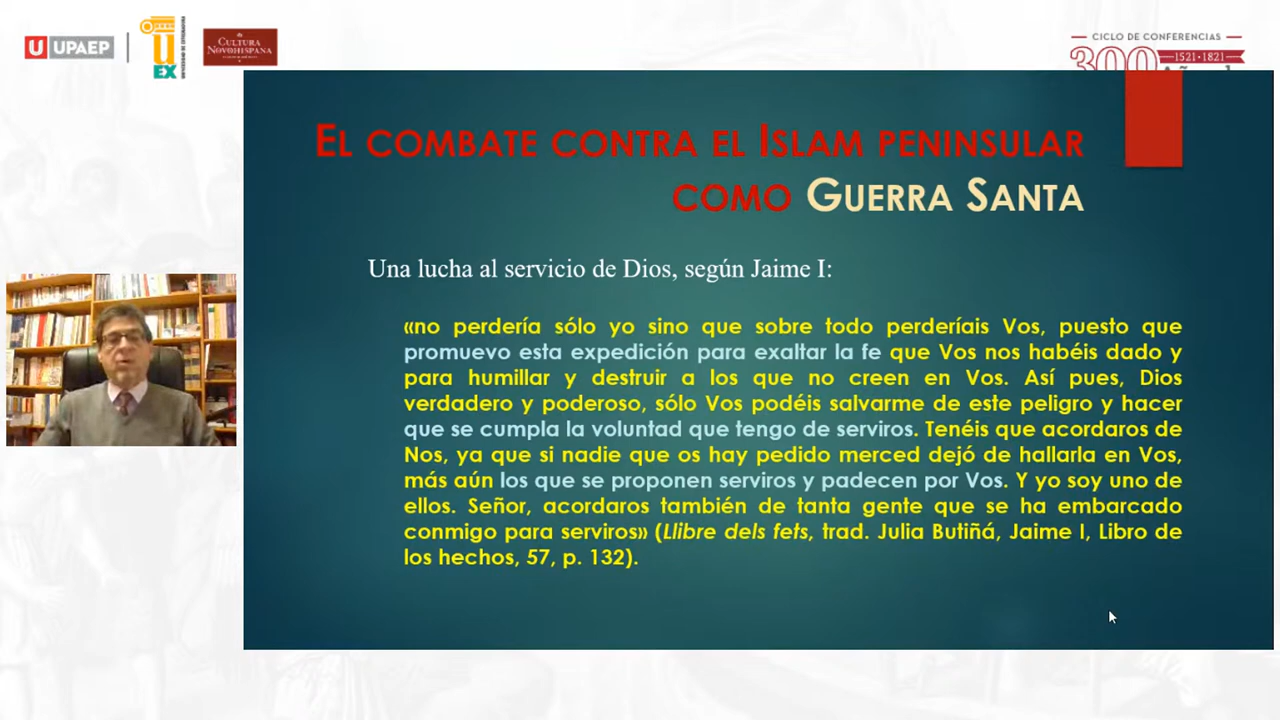 UPAEP
UEX
CULTURA
NOVOHISPANA
CICLO DE CONFERENCIAS
300
1521·1821
EL COMBATE CONTRA EL ISLAM PENINSULAR
COMO GUERRA SANTA
Una lucha al servicio de Dios, según Jaime I:
«no perdería sólo yo sino que sobre todo perderíais Vos, puesto que
promuevo esta expedición para exaltar la fe que Vos nos habéis dado y
para humillar y destruir a los que no creen en Vos. Así pues, Dios
verdadero y poderoso, sólo Vos podéis salvarme de este peligro y hacer
que se cumpla la voluntad que tengo de serviros. Tenéis que acordaros de
Nos, ya que si nadie que os hay pedido merced dejó de hallarla en Vos,
más aún los que se proponen serviros y padecen por Vos. Y yo soy uno de
ellos. Señor, acordaros también de tanta gente que se ha embarcado
conmigo para serviros» (Llibre dels fets, trad. Julia Butiñá, Jaime I, Libro de
los hechos, 57, p. 132).